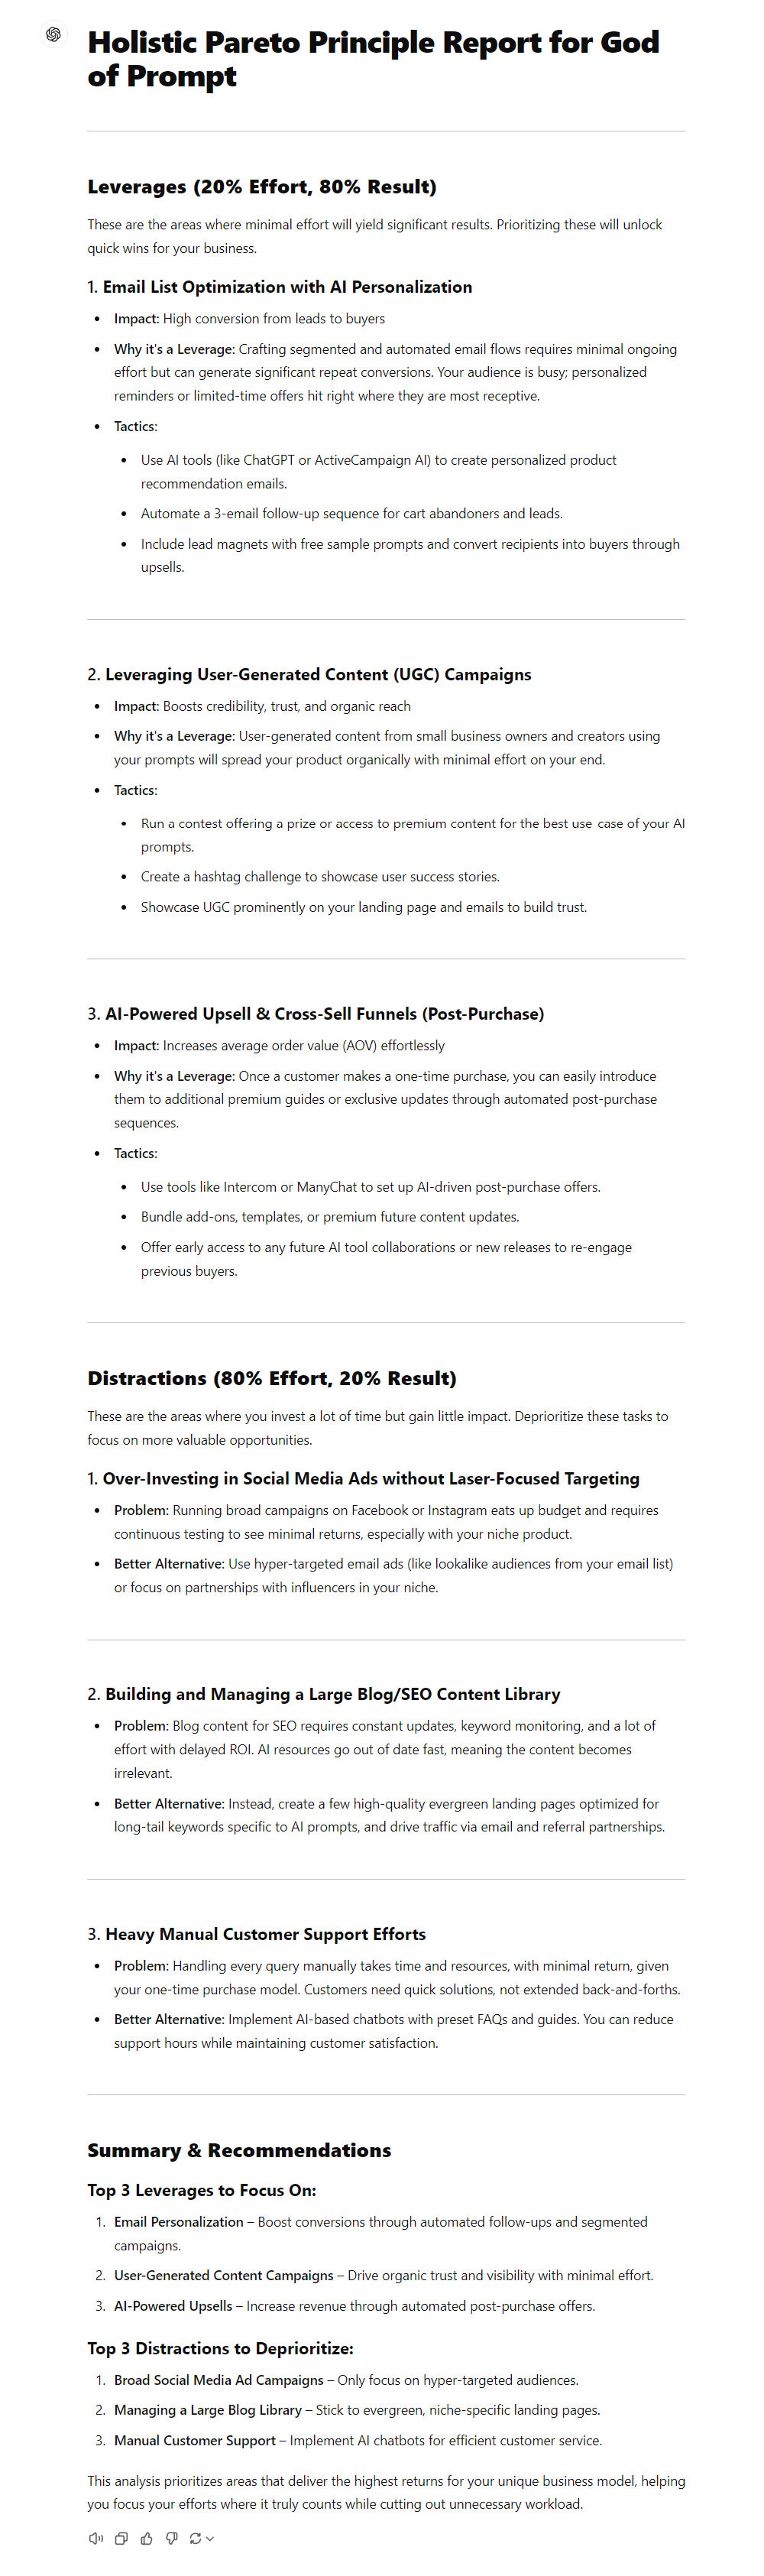 Holistic Pareto Principle Report for God
of Prompt
Leverages (20% Effort, 80% Result)
These are the areas where minimal effort will yield significant results. Prioritizing these will unlock
quick wins for your business.
1. Email List Optimization with AI Personalization
• Impact: High conversion from leads to buyers
• Why it's a Leverage: Crafting segmented and automated email flows requires minimal ongoing
effort but can generate significant repeat conversions. Your audience is busy; personalized
reminders or limited-time offers hit right where they are most receptive.
• Tactics:
• Use AI tools (like ChatGPT or ActiveCampaign AI) to create personalized product
recommendation emails.
• Automate a 3-email follow-up sequence for cart abandoners and leads.
• Include lead magnets with free sample prompts and convert recipients into buyers through
upsells.
2. Leveraging User-Generated Content (UGC) Campaigns
• Impact: Boosts credibility, trust, and organic reach
• Why it's a Leverage: User-generated content from small business owners and creators using
your prompts will spread your product organically with minimal effort on your end.
• Tactics:
• Run a contest offering a prize or access to premium content for the best use case of your AI
prompts.
• Create a hashtag challenge to showcase user success stories.
• Showcase UGC prominently on your landing page and emails to build trust.
3. AI-Powered Upsell & Cross-Sell Funnels (Post-Purchase)
• Impact: Increases average order value (AOV) effortlessly
• Why it's a Leverage: Once a customer makes a one-time purchase, you can easily introduce
them to additional premium guides or exclusive updates through automated post-purchase
sequences.
• Tactics:
• Use tools like Intercom or ManyChat to set up AI-driven post-purchase offers.
• Bundle add-ons, templates, or premium future content updates.
• Offer early access to any future AI tool collaborations or new releases to re-engage
previous buyers.
Distractions (80% Effort, 20% Result)
These are the areas where you invest a lot of time but gain little impact. Deprioritize these tasks to
focus on more valuable opportunities.
1. Over-Investing in Social Media Ads without Laser-Focused Targeting
• Problem: Running broad campaigns on Facebook or Instagram eats up budget and requires
continuous testing to see minimal returns, especially with your niche product.
• Better Alternative: Use hyper-targeted email ads (like lookalike audiences from your email list)
or focus on partnerships with influencers in your niche.
2. Building and Managing a Large Blog/SEO Content Library
• Problem: Blog content for SEO requires constant updates, keyword monitoring, and a lot of
effort with delayed ROI. AI resources go out of date fast, meaning the content becomes
irrelevant.
• Better Alternative: Instead, create a few high-quality evergreen landing pages optimized for
long-tail keywords specific to AI prompts, and drive traffic via email and referral partnerships.
3. Heavy Manual Customer Support Efforts
• Problem: Handling every query manually takes time and resources, with minimal return, given
your one-time purchase model. Customers need quick solutions, not extended back-and-forths.
• Better Alternative: Implement AI-based chatbots with preset FAQs and guides. You can reduce
support hours while maintaining customer satisfaction.
Summary & Recommendations
Top 3 Leverages to Focus On:
1. Email Personalization – Boost conversions through automated follow-ups and segmented
campaigns.
2. User-Generated Content Campaigns – Drive organic trust and visibility with minimal effort.
3. AI-Powered Upsells – Increase revenue through automated post-purchase offers.
Top 3 Distractions to Deprioritize:
1. Broad Social Media Ad Campaigns – Only focus on hyper-targeted audiences.
2. Managing a Large Blog Library – Stick to evergreen, niche-specific landing pages.
3. Manual Customer Support – Implement AI chatbots for efficient customer service.
This analysis prioritizes areas that deliver the highest returns for your unique business model, helping
you focus your efforts where it truly counts while cutting out unnecessary workload.